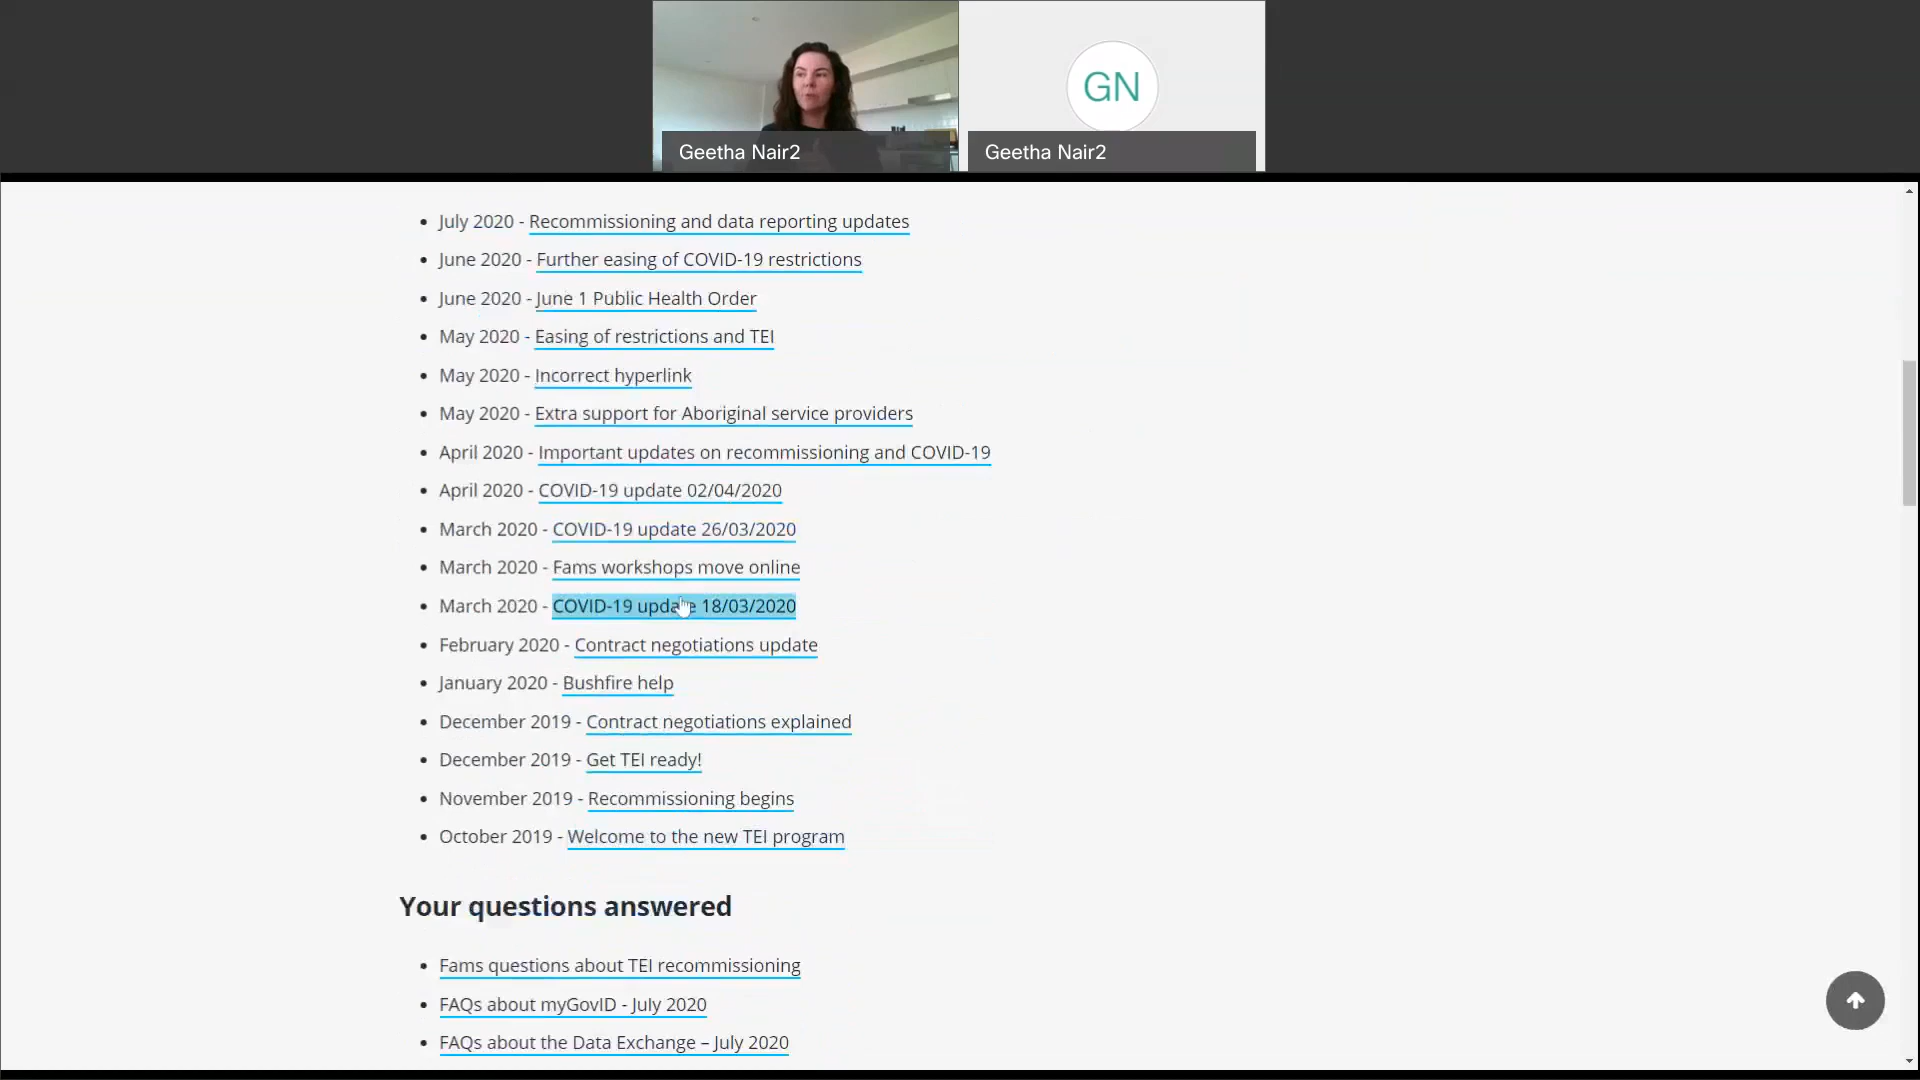 GN
Geetha Nair2
Geetha Nair2
July 2020 - Recommissioning and data reporting updates
June 2020 - Further easing of COVID-19 restrictions
June 2020 - June 1 Public Health Order
May 2020 - Easing of restrictions and TEI
May 2020 - Incorrect hyperlink
May 2020 - Extra support for Aboriginal service providers
April 2020 - Important updates on recommissioning and COVID-19
April 2020 - COVID-19 update 02/04/2020
March 2020 - COVID-19 update 26/03/2020
March 2020 - Fams workshops move online
March 2020 - COVID-19 update 18/03/2020
February 2020 - Contract negotiations update
January 2020 - Bushfire help
December 2019 - Contract negotiations explained
December 2019 - Get TEI ready!
November 2019 - Recommissioning begins
October 2019 - Welcome to the new TEI program
Your questions answered
Fams questions about TEI recommissioning
FAQs about myGovID - July 2020
FAQs about the Data Exchange – July 2020